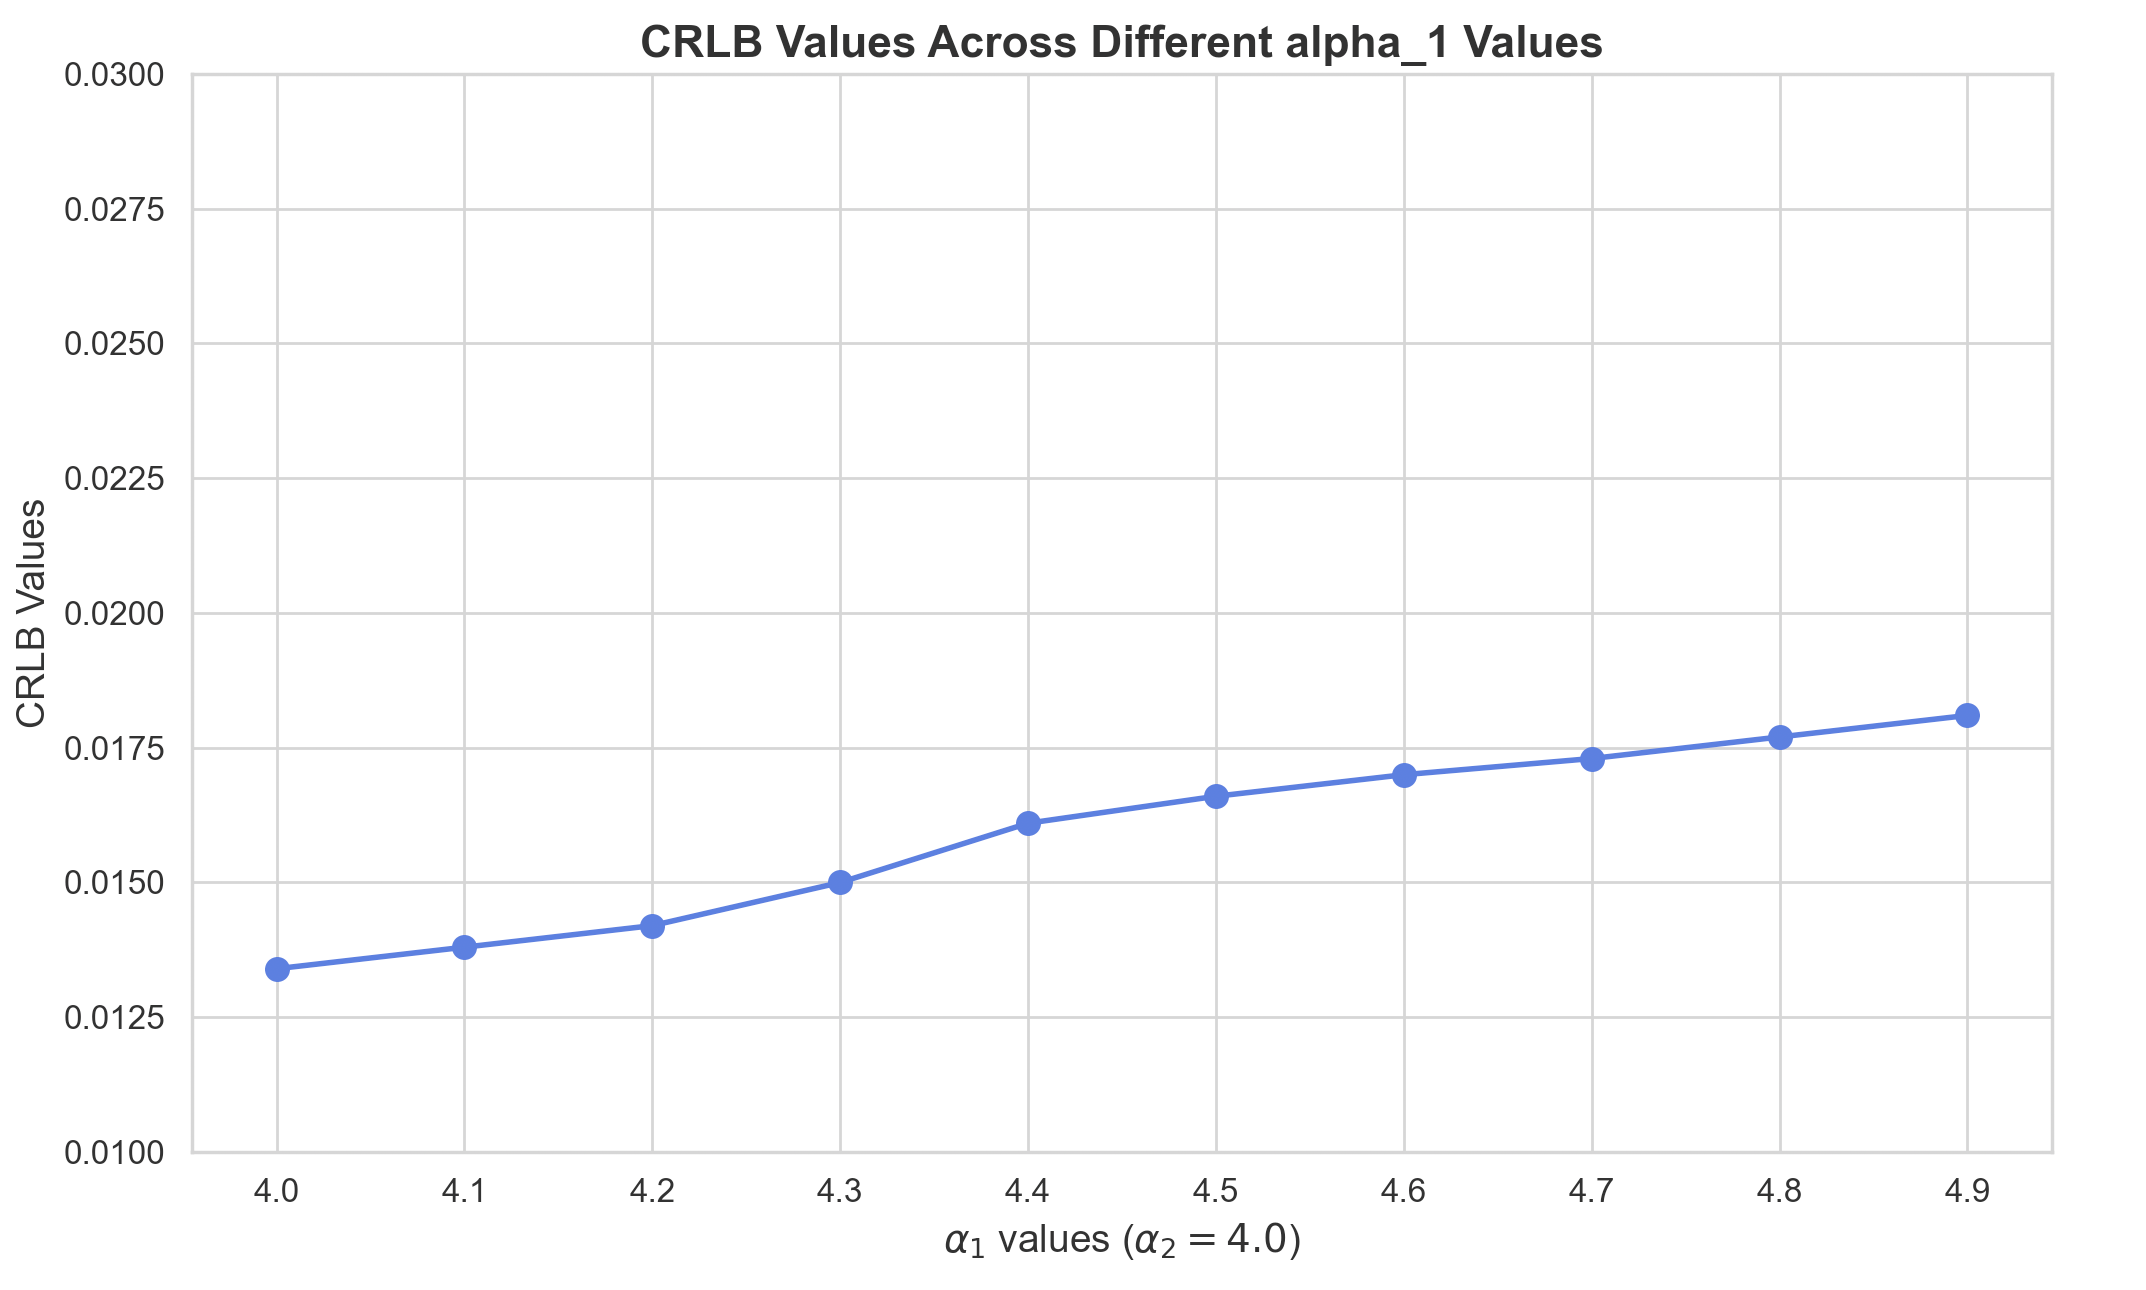 CRLB Values Across Different alpha_1 Values
CRLB Values
0.0300
0.0275
0.0250
0.0225
0.0200
0.0175
0.0150
0.0125
0.0100
4.0 4.1 4.2 4.3 4.4 4.5 4.6 4.7 4.8 4.9
α₁ values (α₂ = 4.0)